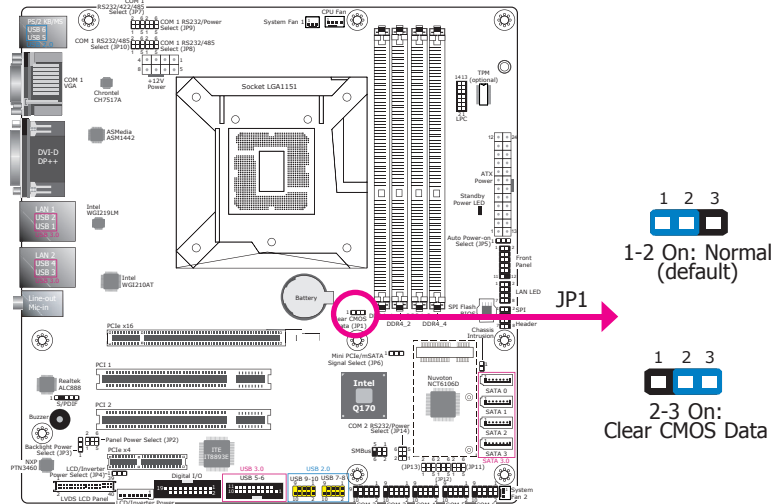 COM 1
RS232/422/485
Select (JP7)
COM 1 RS232/Power
Select (JP9)
COM 1 RS232/485
Select (JP10)
COM 1 RS232/485
Select (JP8)
+12V
Power
System Fan 1
CPU Fan
PS/2 KB/MS
USB 6
USB 5
COM 1
VGA
Chrontel
CH7517A
Socket LGA1151
TPM
(optional)
LPC
ASMedia
ASM1442
DVI-D
DP++
ATX
Power
Standby
Power LED
LAN 1
USB 2
USB 1
USB 3.0
Intel
WGI219LM
Auto Power-on
Select (JP5)
Front
Panel
LAN 2
USB 4
USB 3
USB 3.0
Intel
WGI210AT
LAN LED
Line-out
Mic-in
Battery
Clear CMOS
Data (JP1)
DDR4_2
DDR4_4
SPI Flash
BIOS
SPI
Header
JP1
1 2 3
1-2 On: Normal
(default)
PCIe x16
Chassis
Intrusion
Mini PCIe/mSATA
Signal Select (JP6)
PCI 1
Realtek
ALC888
S/PDIF
Intel
Q170
Nuvoton
NCT6106D
SATA 0
SATA 1
SATA 2
SATA 3
SATA 3.0
1 2 3
2-3 On:
Clear CMOS Data
PCI 2
Buzzer
COM 2 RS232/Power
Select (JP14)
Panel Power Select (JP2)
Backlight Power
Select (JP3)
NXP
PTN3460
ITE
IT8893E
SMBus
PCIe x4
LCD/Inverter
Power Select (JP4)
Digital I/O
USB 3.0
USB 5-6
USB 2.0
USB 9-10
USB 7-8
(JP13)
(JP11)
(JP12)
LVDS LCD Panel
LCD/Inverter Power
System
Fan 2